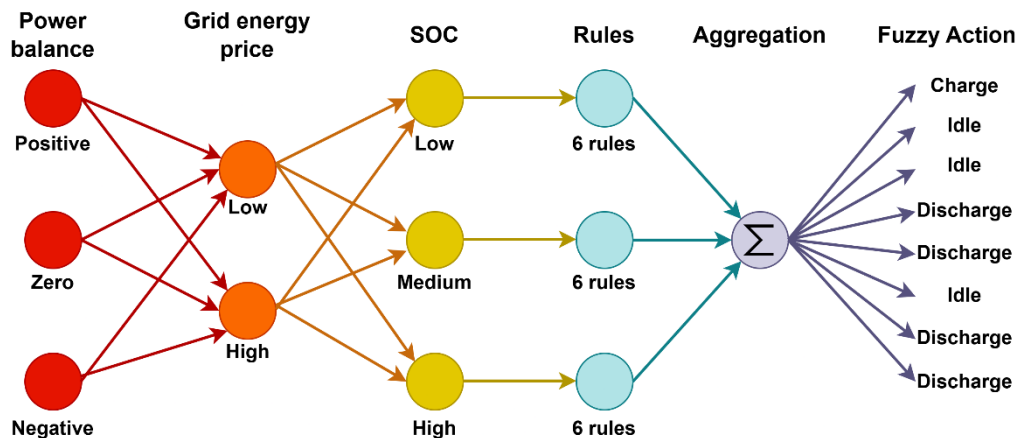 Power
balance
Grid energy
price
SOC
Rules
Aggregation
Fuzzy Action
Positive
Zero
Negative
Low
High
Low
Medium
High
6 rules
6 rules
6 rules
Σ
Charge
Idle
Idle
Discharge
Discharge
Idle
Discharge
Discharge